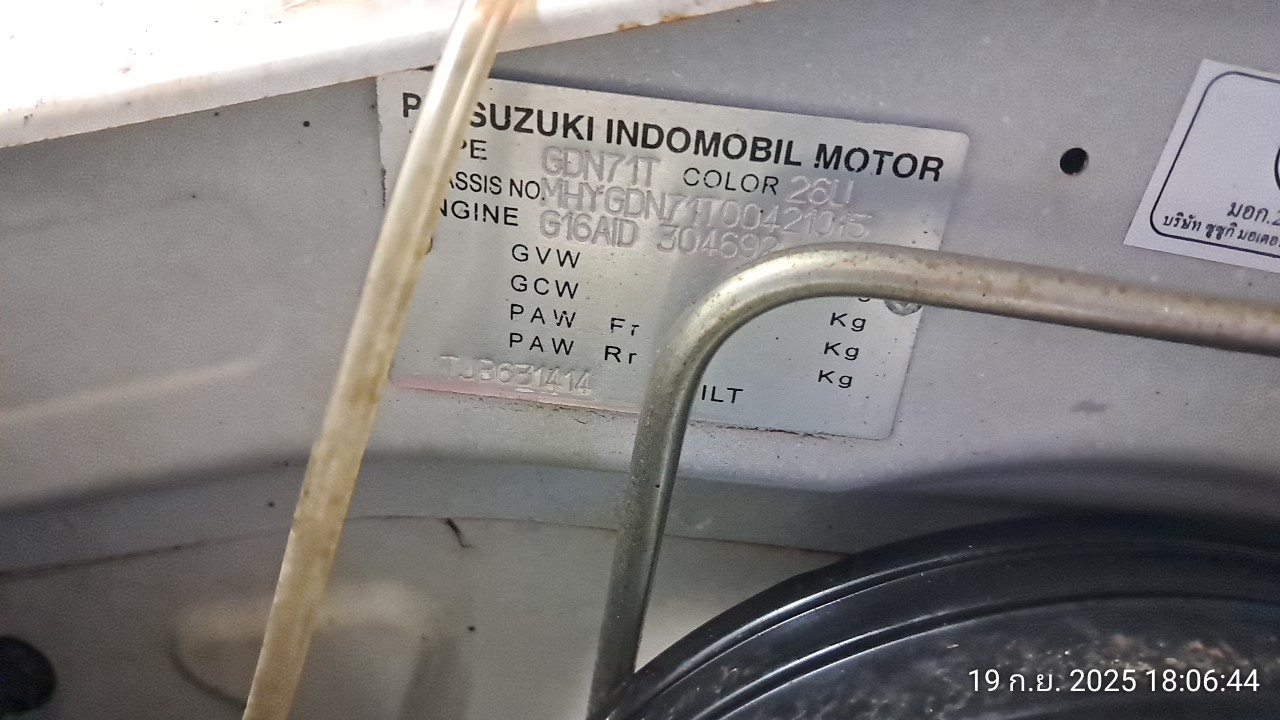 P SUZUKI INDOMOBIL MOTOR
PE GDN71T COLOR 26U
ASSIS NO. MHYGDN71T00421015
NGINE G16AID 304692
GVW
GCW Kg
PAW Fr Kg
PAW Rr Kg
TJB631414
ILT
มอก.
บริษัท ซูซูกิ มอเตอ
19 ก.ย. 2025 18:06:44